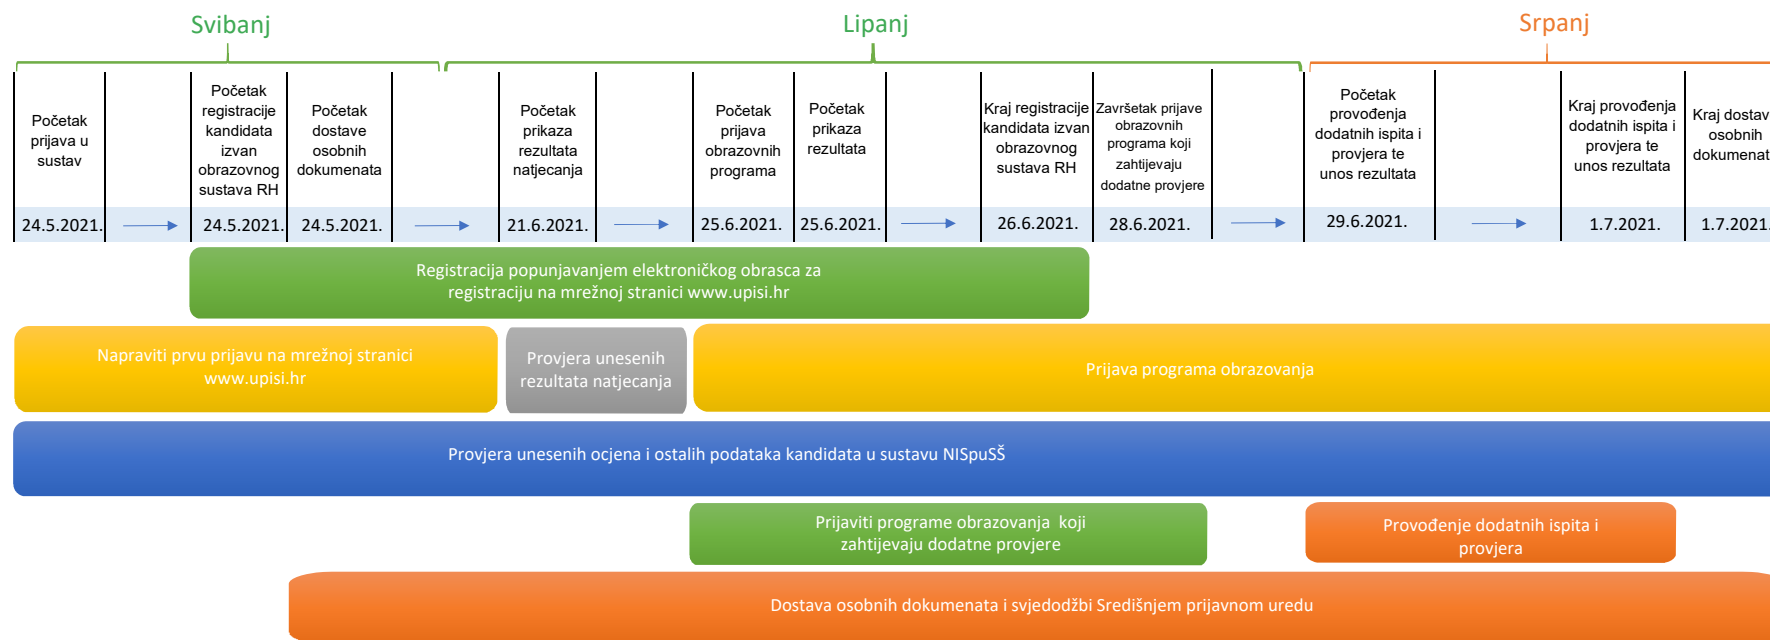 Svibanj
Lipanj
Srpanj
Početak
prijava u
sustav
Početak
registracije
kandidata
izvan
obrazovnog
sustava RH
Početak
dostave
osobnih
dokumenata
Početak
prikaza
rezultata
natjecanja
Početak
prijava
obrazovnih
programa
Početak
prikaza
rezultata
Kraj registracije
kandidata izvan
obrazovnog
sustava RH
Završetak prijave
obrazovnih
programa koji
zahtijevaju
dodatne provjere
Početak
provođenja
dodatnih ispita i
provjera te
unos rezultata
Kraj provođenja
dodatnih ispita i
provjera te
unos rezultata
Kraj dostav
osobnih
dokumenat
24.5.2021.
24.5.2021.
24.5.2021.
21.6.2021.
25.6.2021.
25.6.2021.
26.6.2021.
28.6.2021.
29.6.2021.
1.7.2021.
1.7.2021.
Registracija popunjavanjem elektroničkog obrasca za
registraciju na mrežnoj stranici www.upisi.hr
Napraviti prvu prijavu na mrežnoj stranici
www.upisi.hr
Provjera unesenih
rezultata natjecanja
Prijava programa obrazovanja
Provjera unesenih ocjena i ostalih podataka kandidata u sustavu NISpuSŠ
Prijaviti programe obrazovanja koji
zahtijevaju dodatne provjere
Provođenje dodatnih ispita i
provjera
Dostava osobnih dokumenata i svjedodžbi Središnjem prijavnom uredu